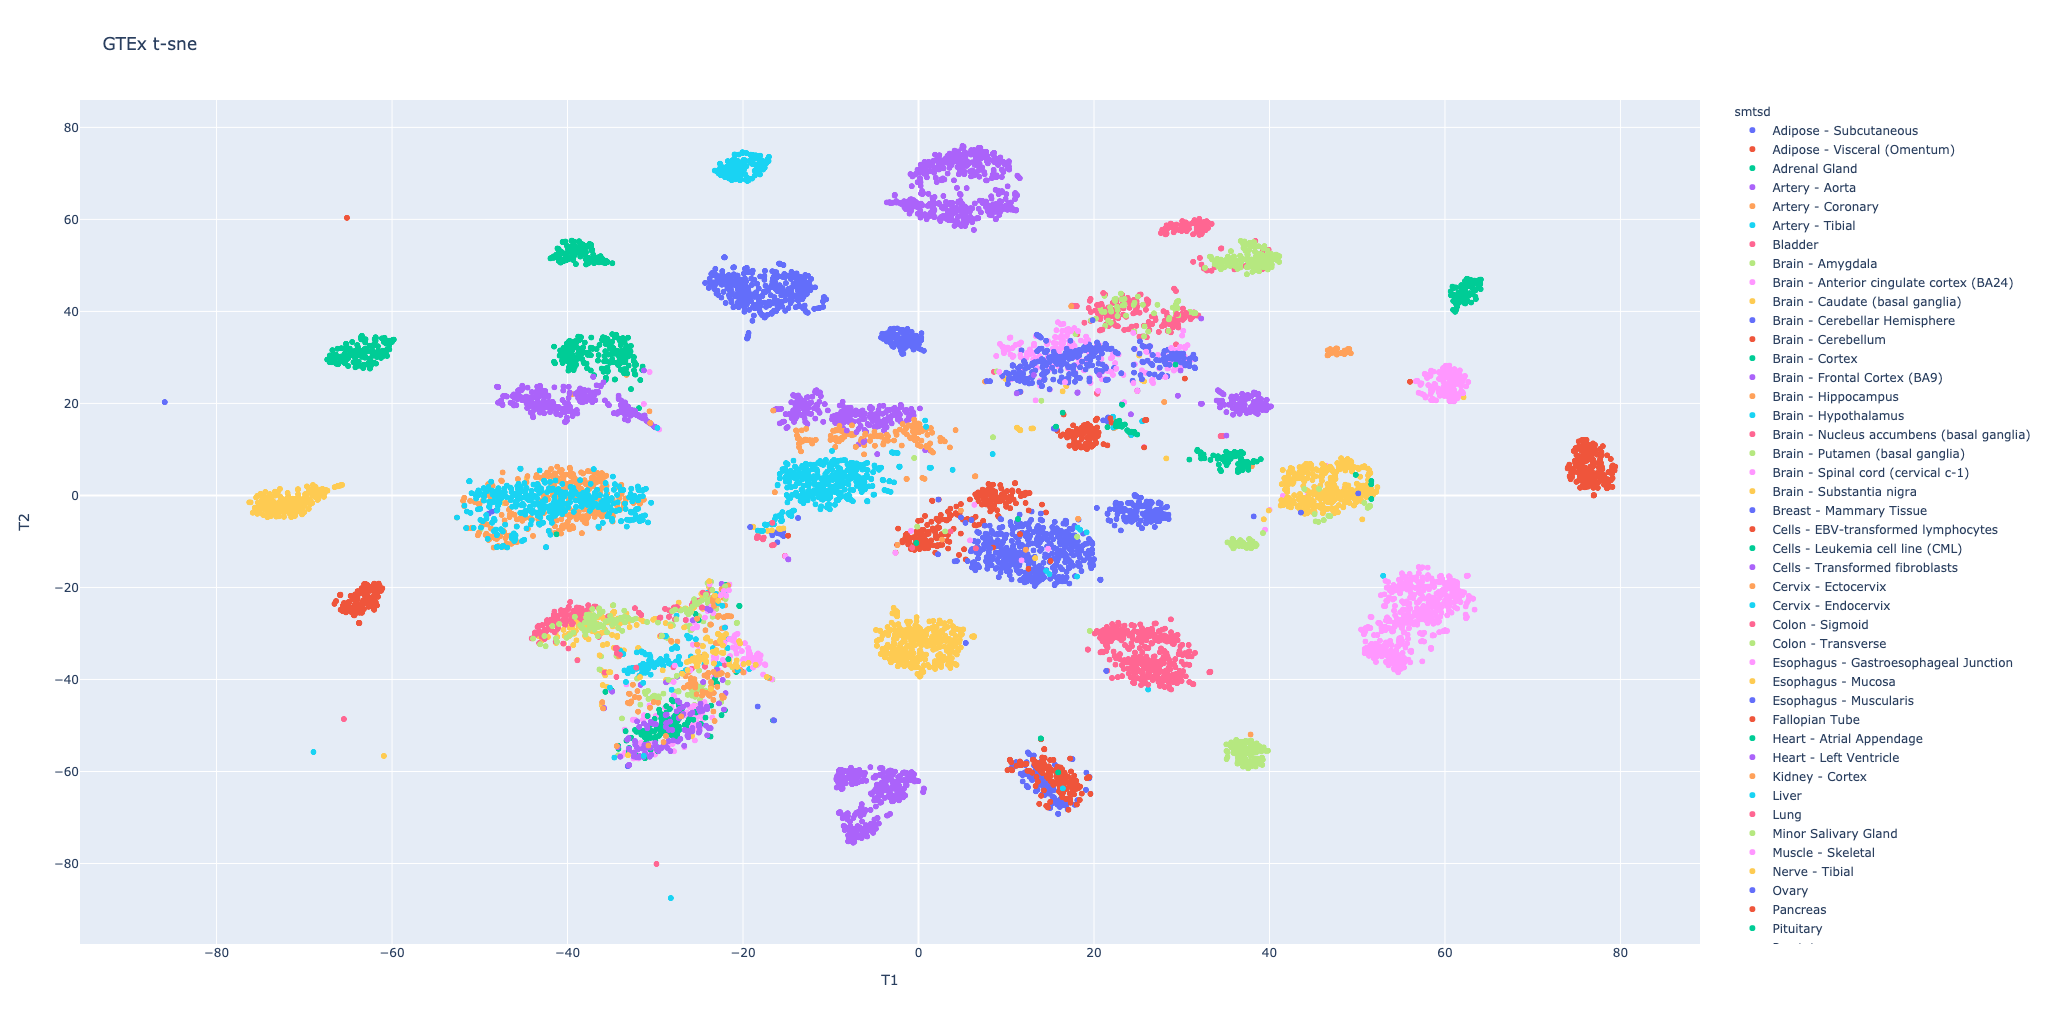 GTEx t-sne
smtsd
Adipose - Subcutaneous
Adipose - Visceral (Omentum)
Adrenal Gland
Artery - Aorta
Artery - Coronary
Artery - Tibial
Bladder
Brain - Amygdala
Brain - Anterior cingulate cortex (BA24)
Brain - Caudate (basal ganglia)
Brain - Cerebellar Hemisphere
Brain - Cerebellum
Brain - Cortex
Brain - Frontal Cortex (BA9)
Brain - Hippocampus
Brain - Hypothalamus
Brain - Nucleus accumbens (basal ganglia)
Brain - Putamen (basal ganglia)
Brain - Spinal cord (cervical c-1)
Brain - Substantia nigra
Breast - Mammary Tissue
Cells - EBV-transformed lymphocytes
Cells - Leukemia cell line (CML)
Cells - Transformed fibroblasts
Cervix - Ectocervix
Cervix - Endocervix
Colon - Sigmoid
Colon - Transverse
Esophagus - Gastroesophageal Junction
Esophagus - Mucosa
Esophagus - Muscularis
Fallopian Tube
Heart - Atrial Appendage
Heart - Left Ventricle
Kidney - Cortex
Liver
Lung
Minor Salivary Gland
Muscle - Skeletal
Nerve - Tibial
Ovary
Pancreas
Pituitary
80
60
40
20
0
−20
−40
−60
−80
T2
−80 −60 −40 −20 0 20 40 60 80
T1